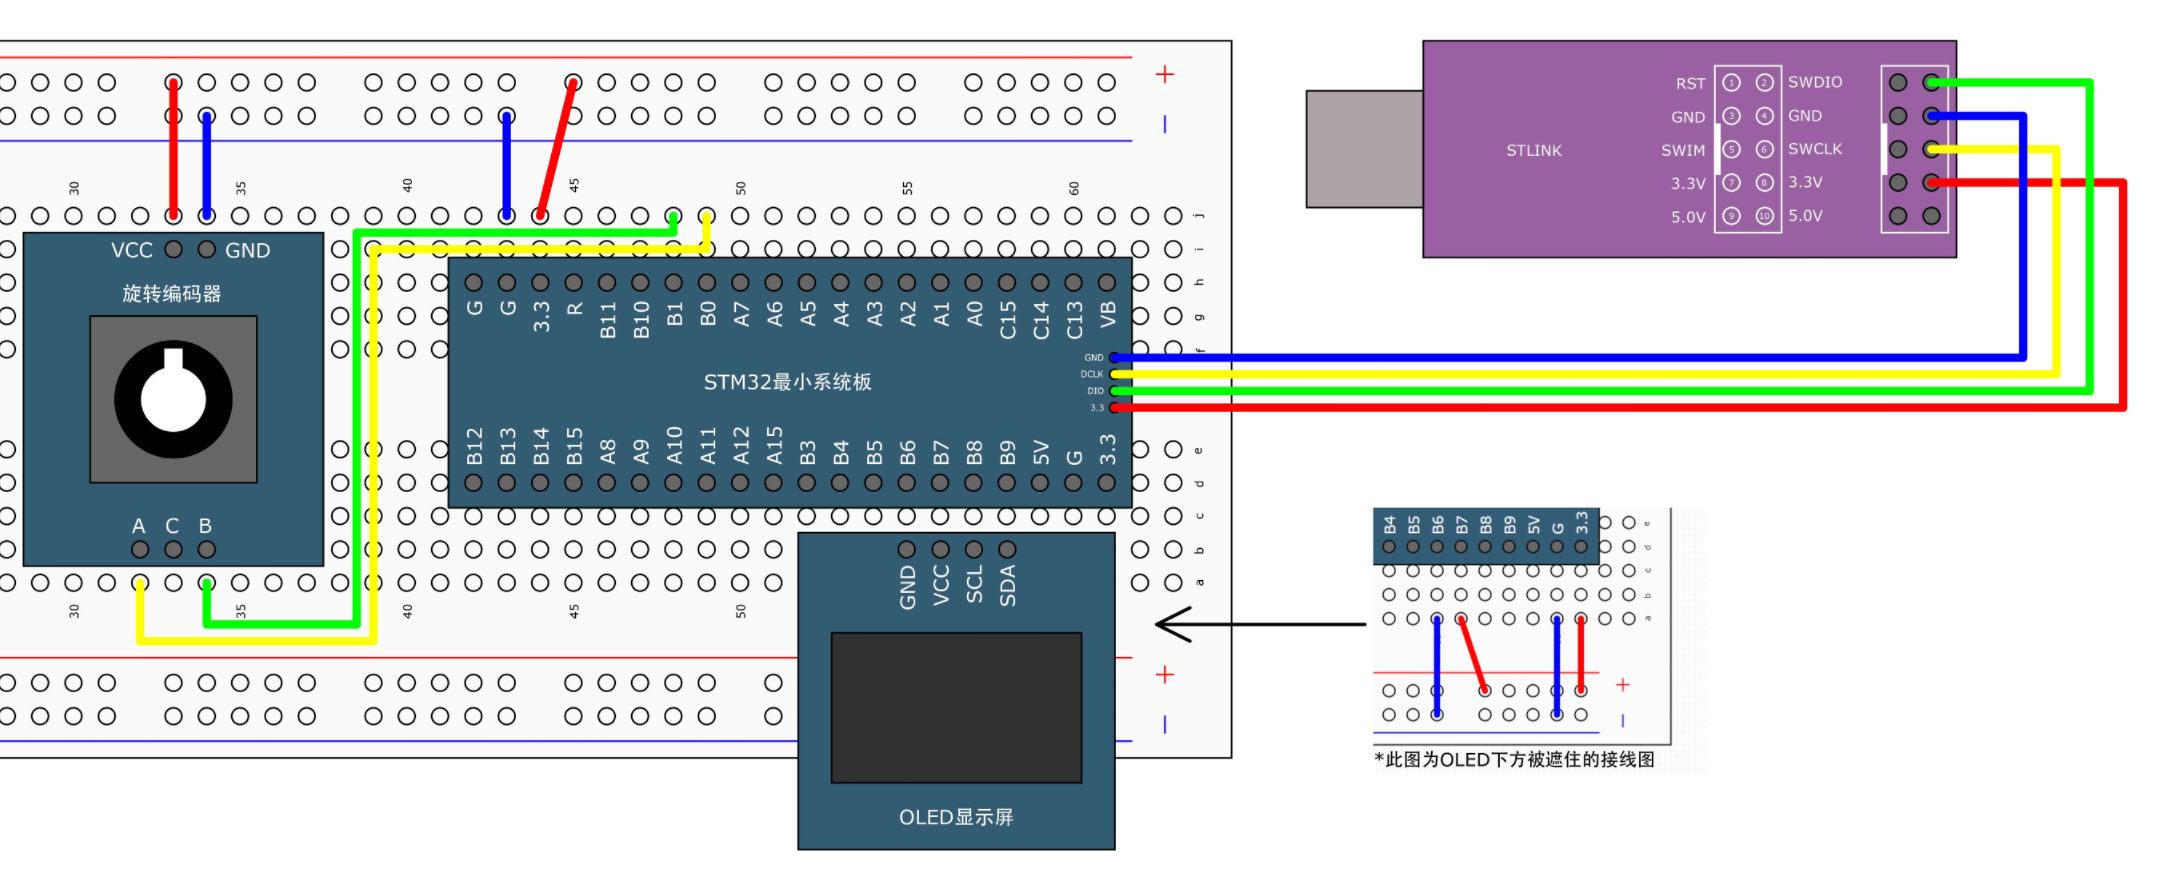 +
−
30 35 40 45 50 55 60
j
i
h
g
f
VCC GND
旋转编码器
A C B
G G 3.3 R B11 B10 B1 B0 A7 A6 A5 A4 A3 A2 A1 A0 C15 C14 C13 VB
STM32最小系统板
GND
DCLK
DIO
3.3
B12 B13 B14 B15 A8 A9 A10 A11 A12 A15 B3 B4 B5 B6 B7 B8 B9 5V G 3.3
e
d
c
b
a
30 35 40 45 50
+
−
GND VCC SCL SDA
OLED显示屏
STLINK
RST 1 2 SWDIO
GND 3 4 GND
SWIM 5 6 SWCLK
3.3V 7 8 3.3V
5.0V 9 10 5.0V
B4 B5 B6 B7 B8 B9 5V G 3.3
e
d
c
b
a
+
−
*此图为OLED下方被遮住的接线图